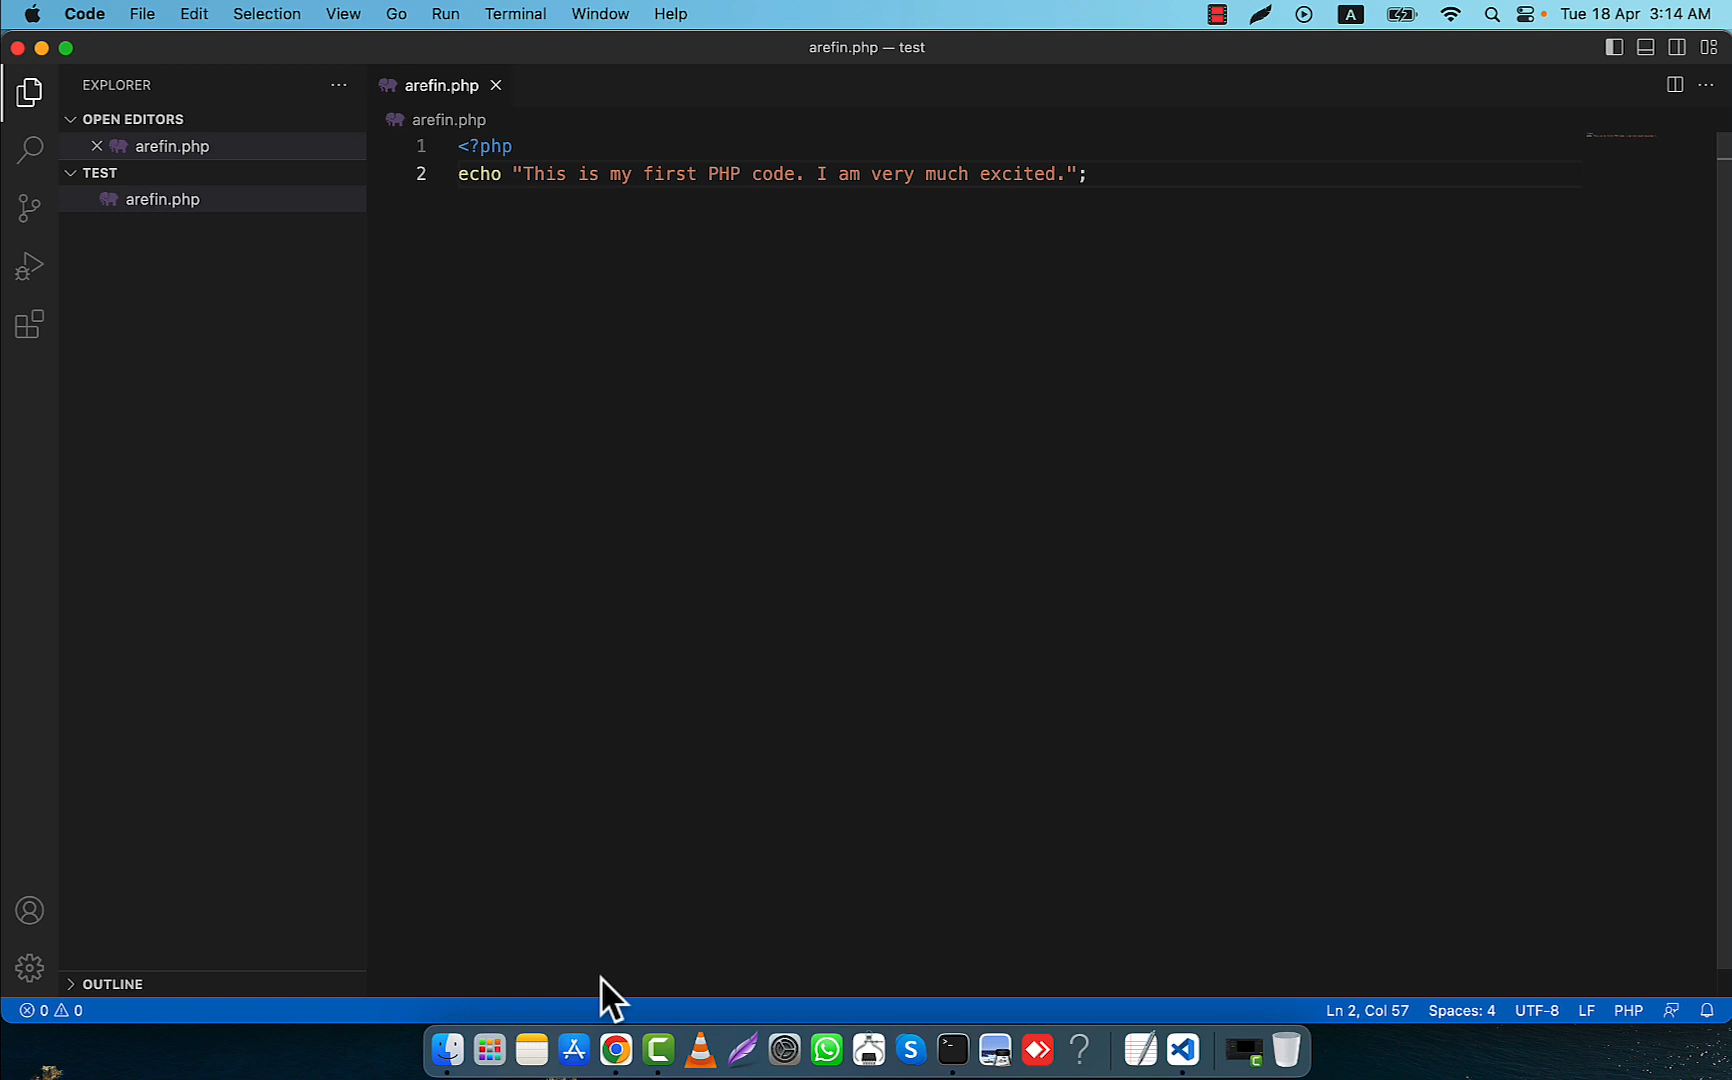 Code File Edit Selection View Go Run Terminal Window Help A Tue 18 Apr 3:14 AM
arefin.php — test
EXPLORER ···
OPEN EDITORS
arefin.php
TEST
arefin.php
arefin.php
arefin.php
1 <?php
2 echo "This is my first PHP code. I am very much excited.";
OUTLINE
0 0
Ln 2, Col 57 Spaces: 4 UTF-8 LF PHP